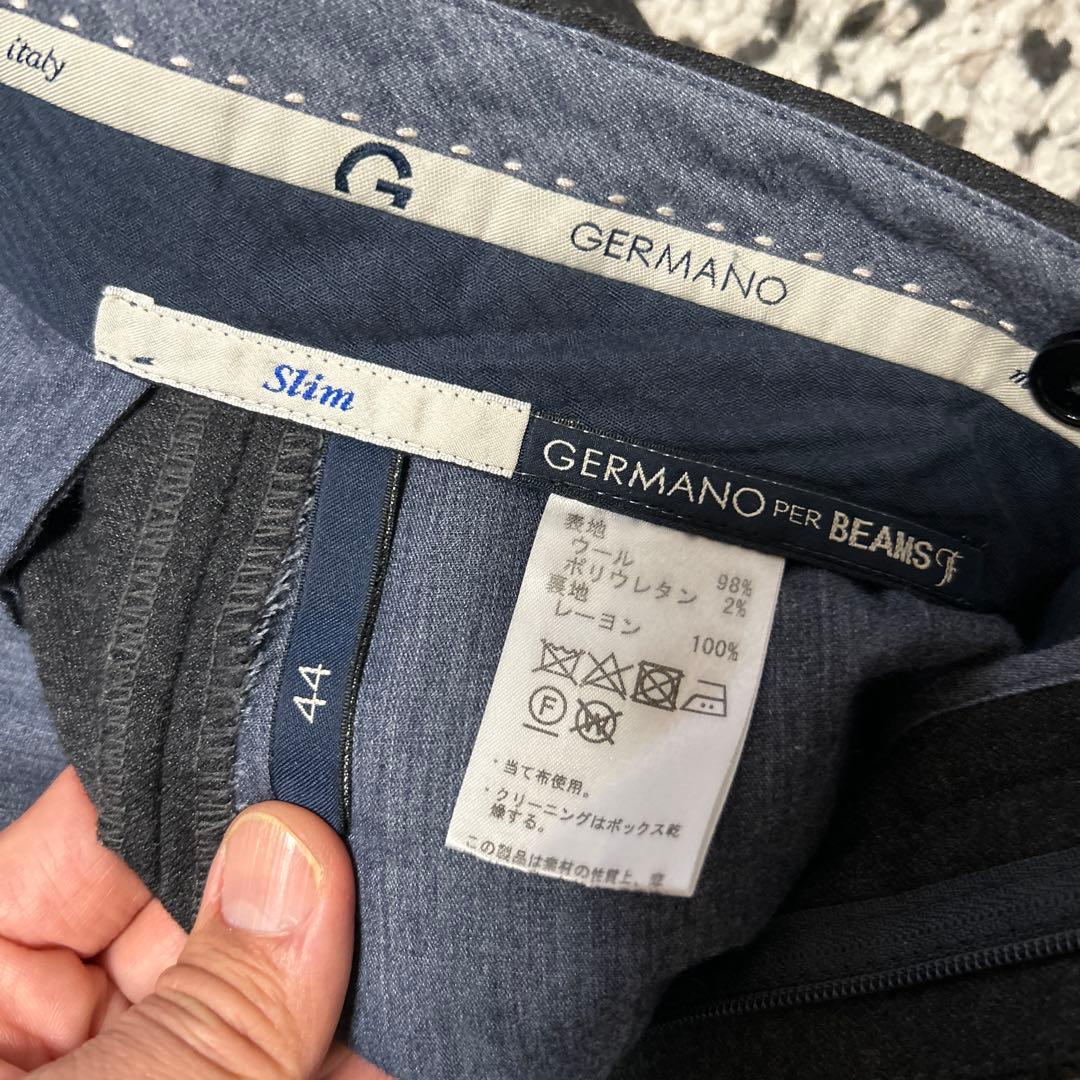 italy
G
GERMANO
m
Slim
GERMANO PER BEAMS F
44
表地
ウール 98%
ポリウレタン 2%
裏地
レーヨン 100%
F
W
・当て布使用。
・クリーニングはボックス乾
燥する。
この製品は素材の性質上、